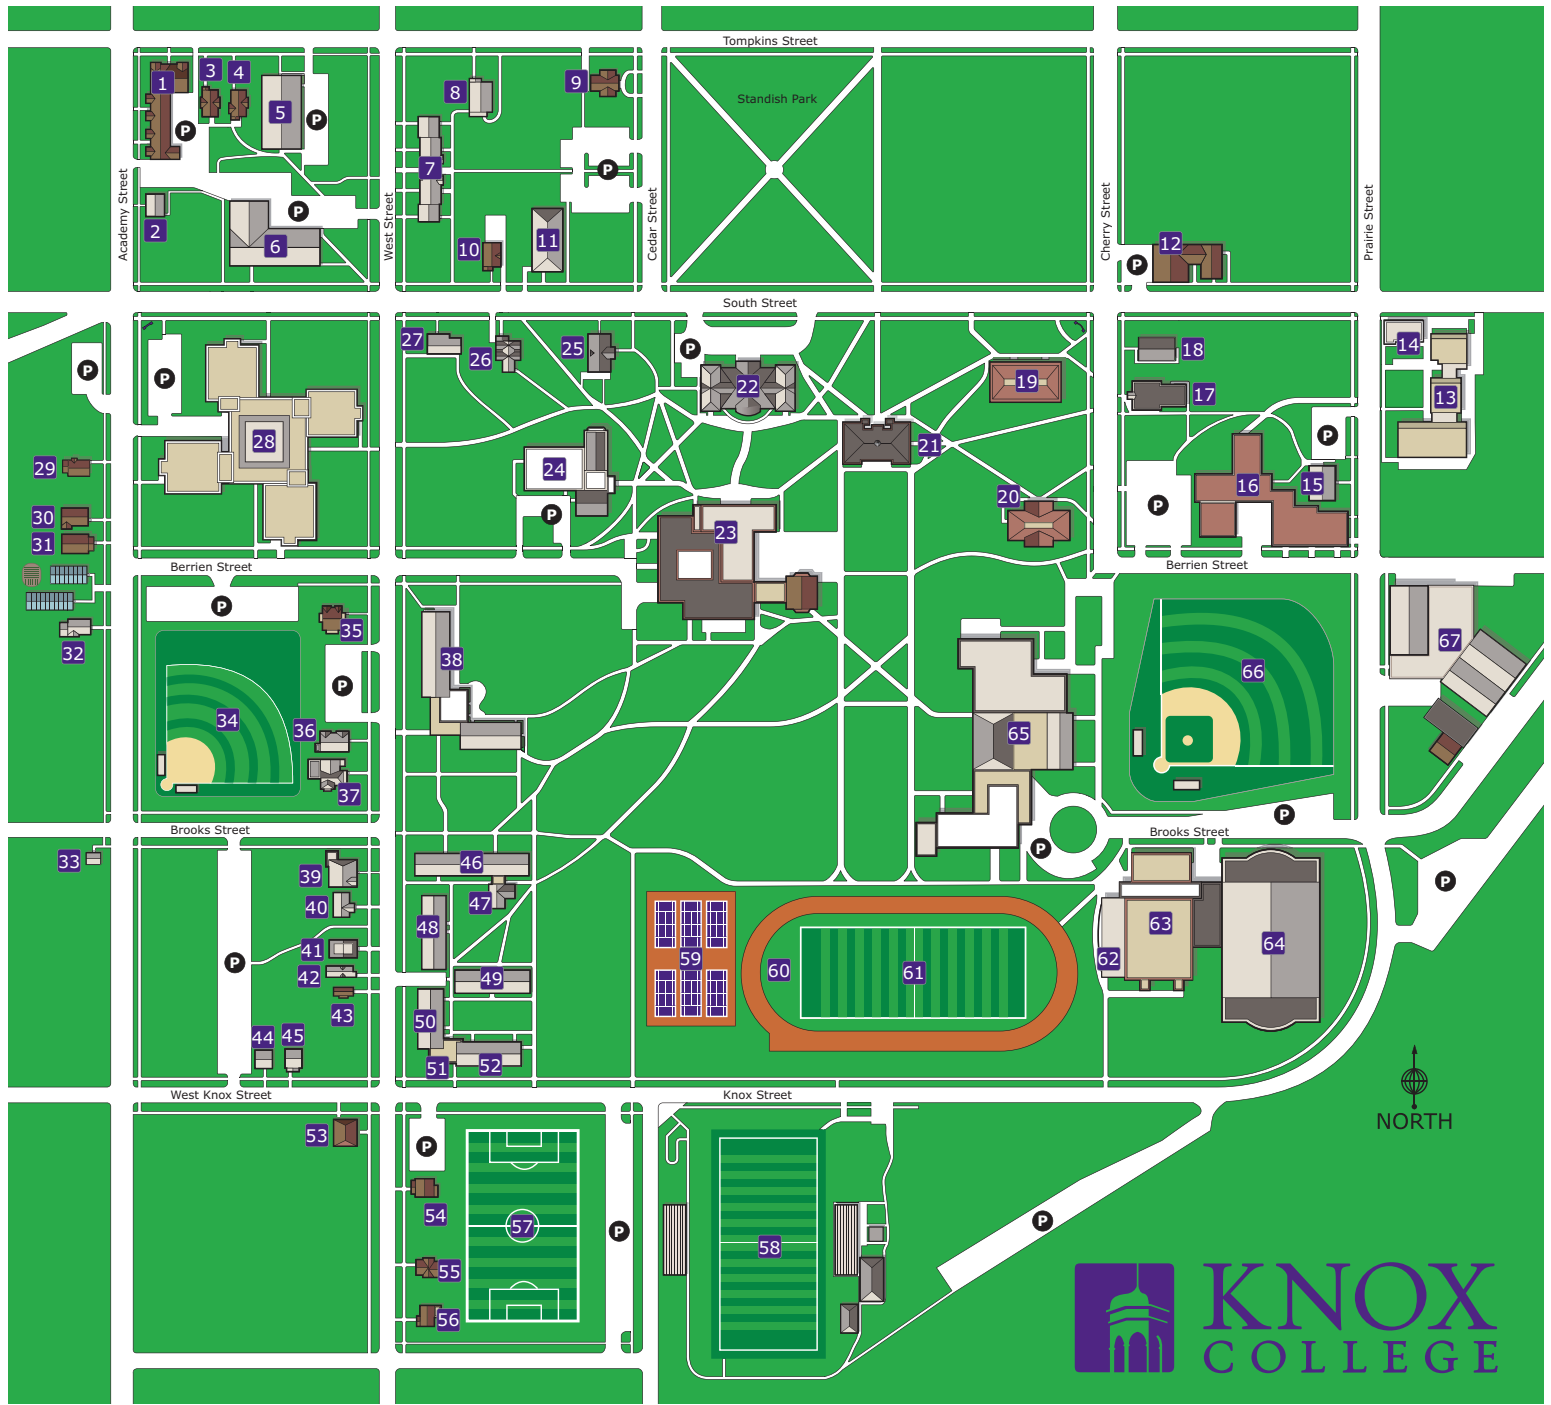 Tompkins Street
1
3
4
5
P
P
8
9
Standish Park
7
P
Academy Street
West Street
Cedar Street
Cherry Street
Prairie Street
2
P
6
10
11
12
P
South Street
27
26
25
P
22
19
18
17
14
13
P
P
28
24
21
P
16
15
20
P
P
23
29
30
31
32
Berrien Street
Berrien Street
P
35
38
P
34
36
37
65
66
67
Brooks Street
Brooks Street
P
P
P
33
39
40
41
42
43
P
44
45
46
47
48
49
50
51
52
59
60
61
62
63
64
NORTH
West Knox Street
Knox Street
53
P
54
57
P
55
56
58
P
KNOX
COLLEGE